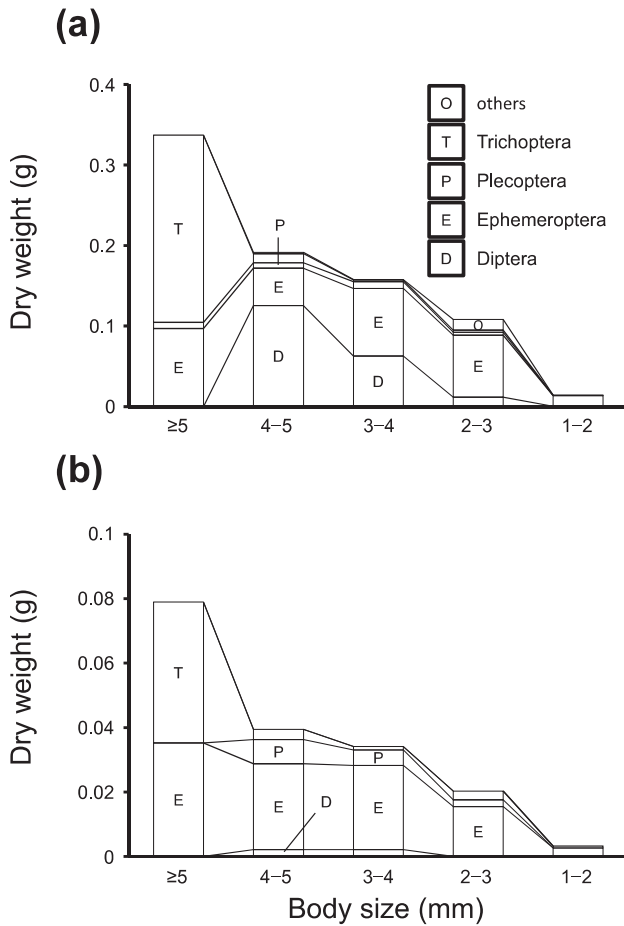 (a)
Dry weight (g)
0.4
0.3
0.2
0.1
0
O others
T Trichoptera
P Plecoptera
E Ephemeroptera
D Diptera
T
E
P
E
D
E
D
O
E
≥5 4–5 3–4 2–3 1–2
(b)
Dry weight (g)
0.1
0.08
0.06
0.04
0.02
0
T
E
P
E
D
P
E
E
≥5 4–5 3–4 2–3 1–2
Body size (mm)